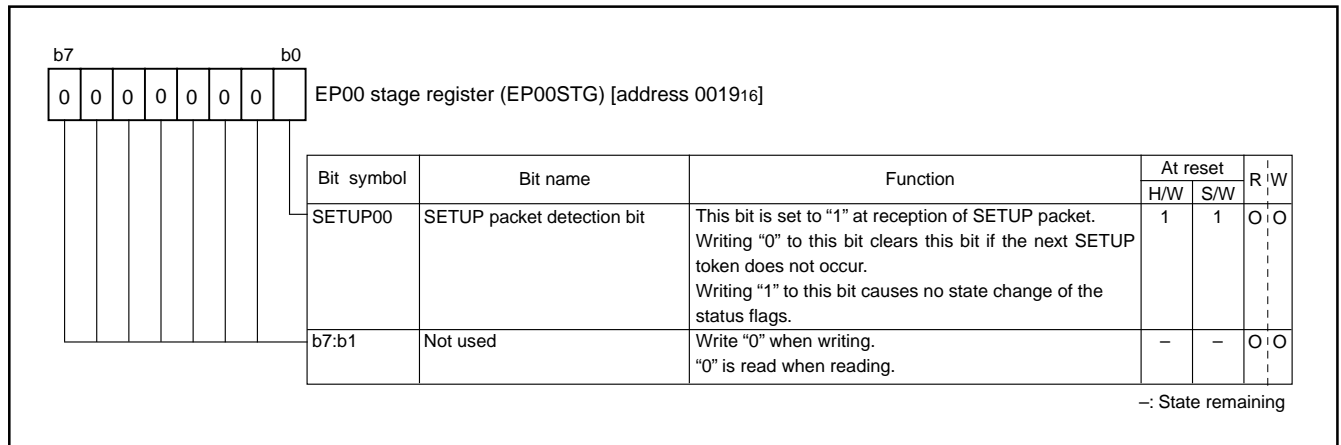 b7 b0
0 0 0 0 0 0 0 EP00 stage register (EP00STG) [address 001916]
Bit symbol Bit name Function At reset R W
H/W S/W
SETUP00 SETUP packet detection bit This bit is set to “1” at reception of SETUP packet. 1 1 O O
Writing “0” to this bit clears this bit if the next SETUP
token does not occur.
Writing “1” to this bit causes no state change of the
status flags.
b7:b1 Not used Write “0” when writing. – – O O
“0” is read when reading.
–: State remaining